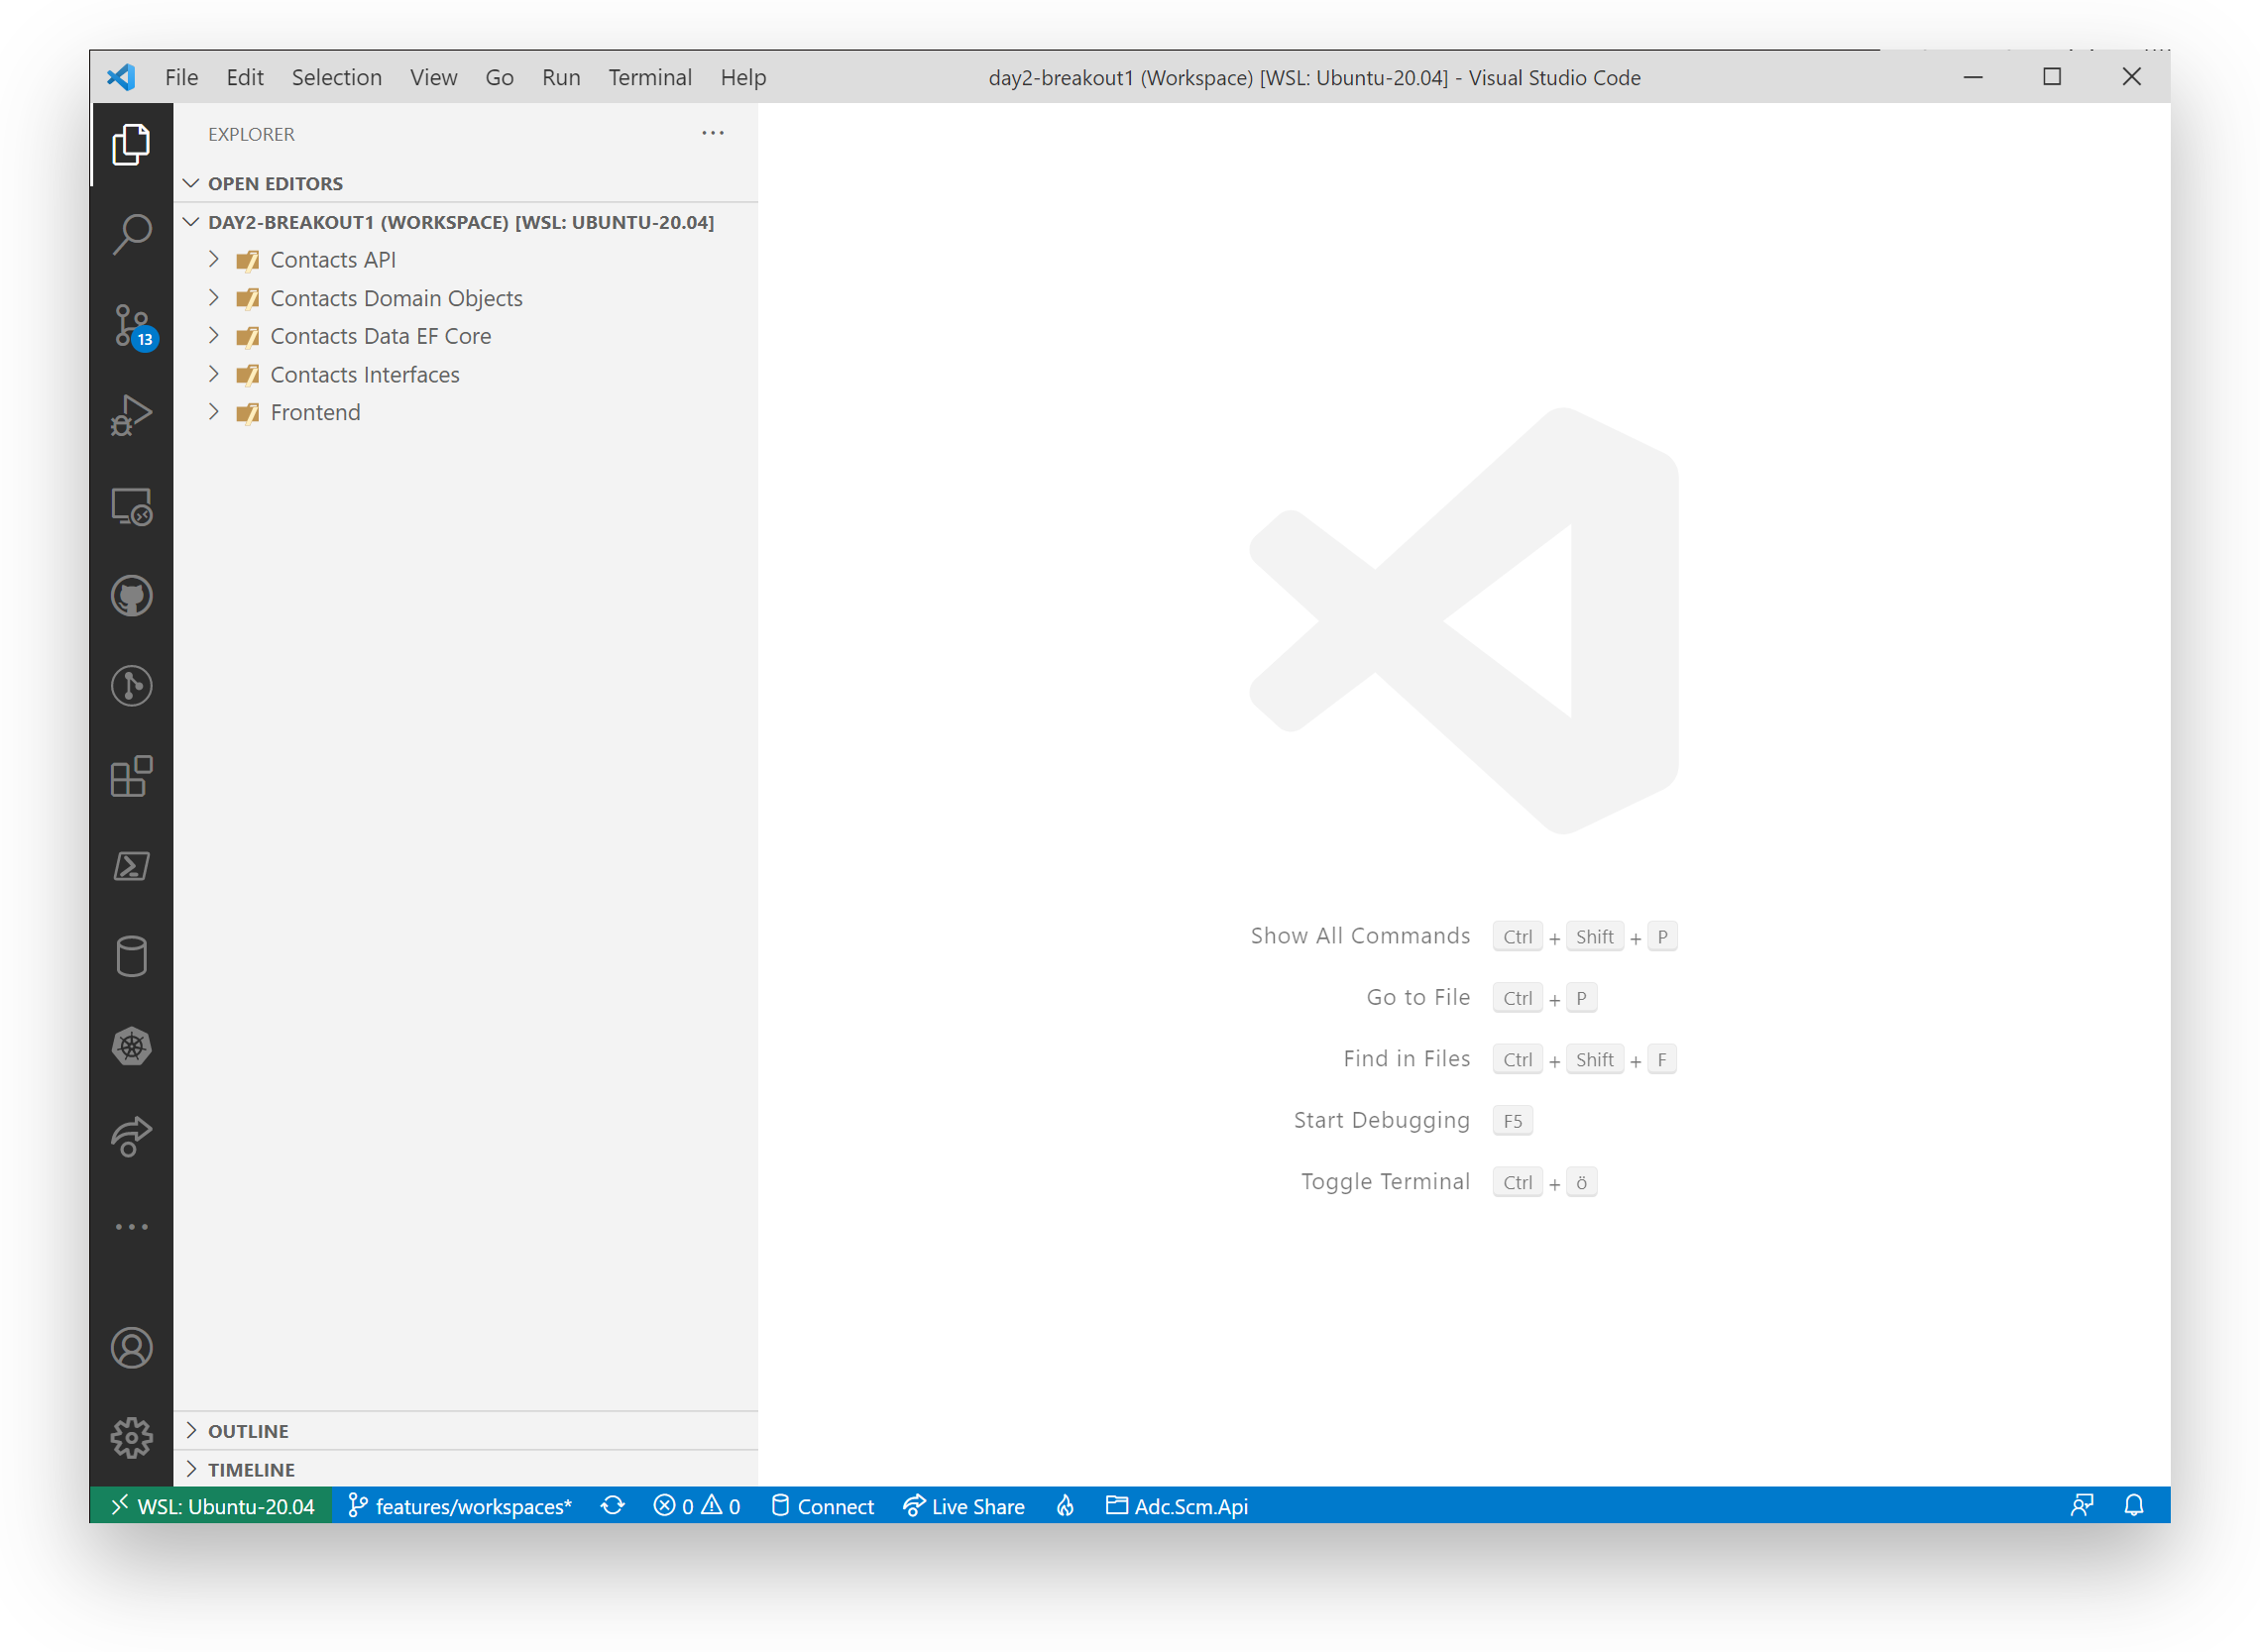 File Edit Selection View Go Run Terminal Help day2-breakout1 (Workspace) [WSL: Ubuntu-20.04] - Visual Studio Code
EXPLORER
OPEN EDITORS
DAY2-BREAKOUT1 (WORKSPACE) [WSL: UBUNTU-20.04]
Contacts API
Contacts Domain Objects
13
Contacts Data EF Core
Contacts Interfaces
Frontend
Show All Commands Ctrl + Shift + P
Go to File Ctrl + P
Find in Files Ctrl + Shift + F
Start Debugging F5
Toggle Terminal Ctrl + ö
OUTLINE
TIMELINE
WSL: Ubuntu-20.04 features/workspaces* 0 0 Connect Live Share Adc.Scm.Api